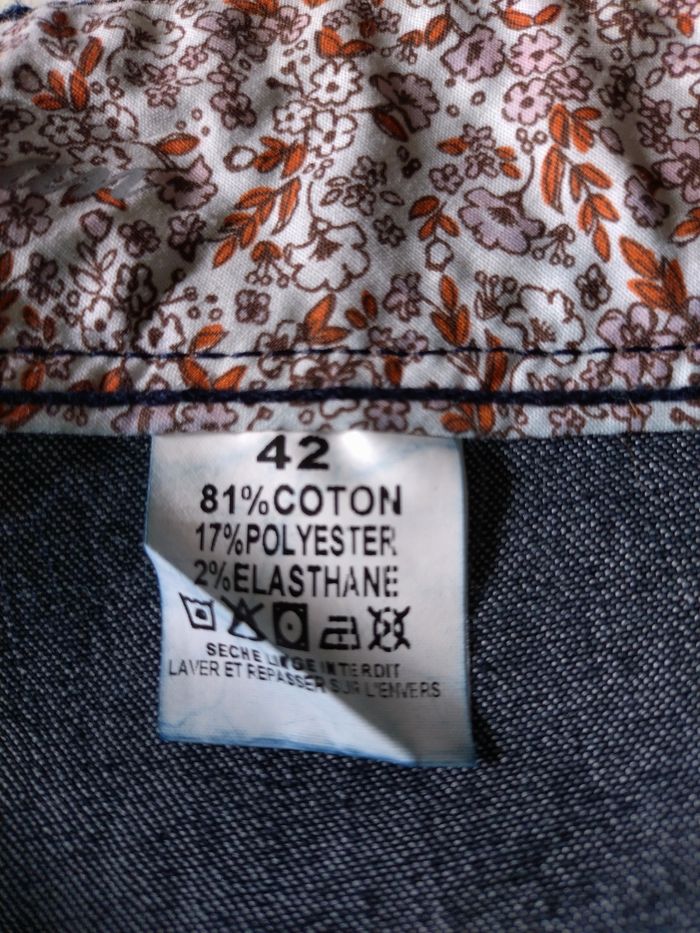 42
81%COTON
17%POLYESTER
2%ELASTHANE
SECHE LINGE INTERDIT
LAVER ET REPASSER SUR L'ENVERS